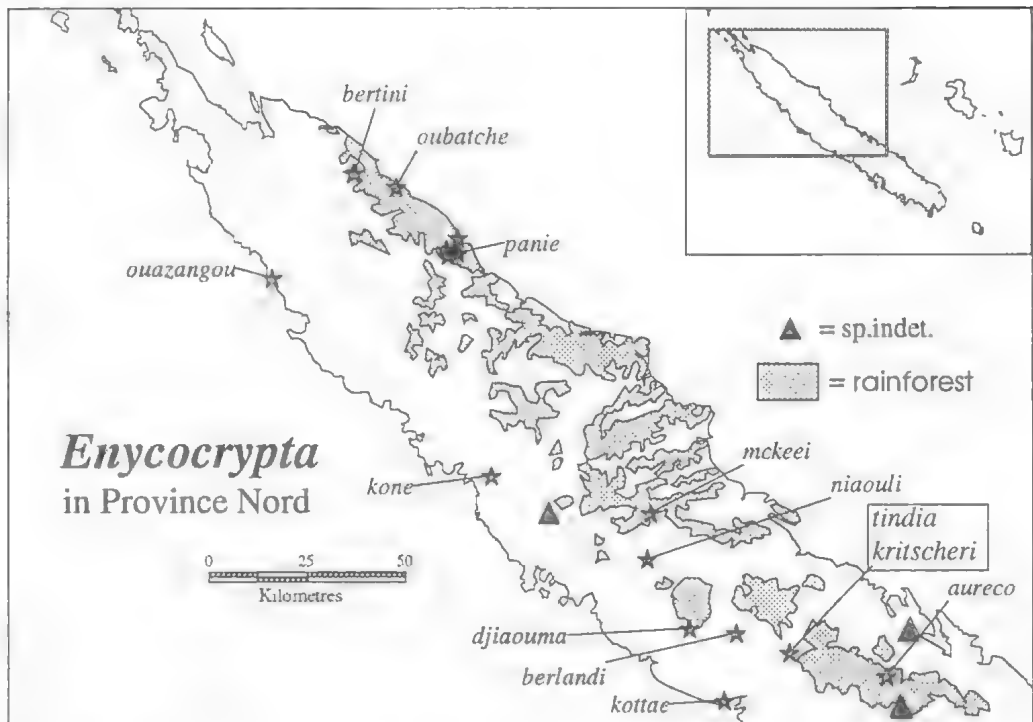 bertini
oubatche
panie
ouazangou
= sp.indet.
= rainforest
Enycocrypta
in Province Nord
0 25 50
Kilometres
kone
mckeei
niaouli
tindia
kritscheri
aureco
djiaouma
berlandi
kottae